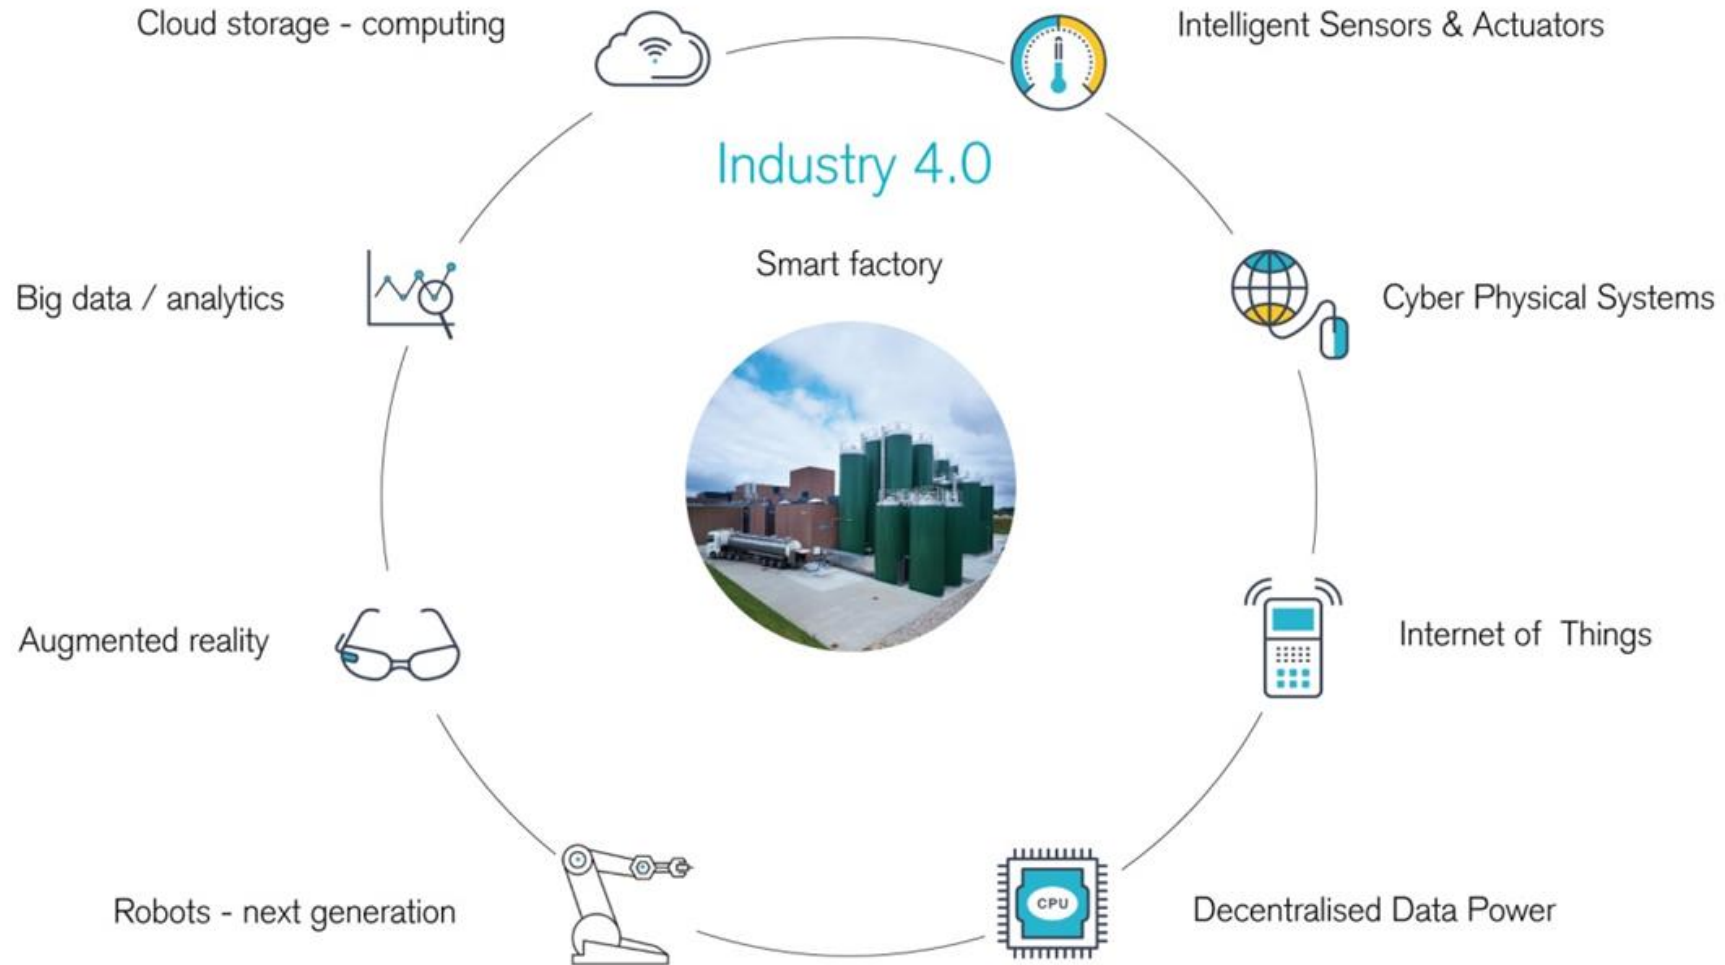 Cloud storage - computing
Intelligent Sensors & Actuators
Industry 4.0
Smart factory
Big data / analytics
Cyber Physical Systems
Augmented reality
Internet of Things
Robots - next generation
CPU
Decentralised Data Power